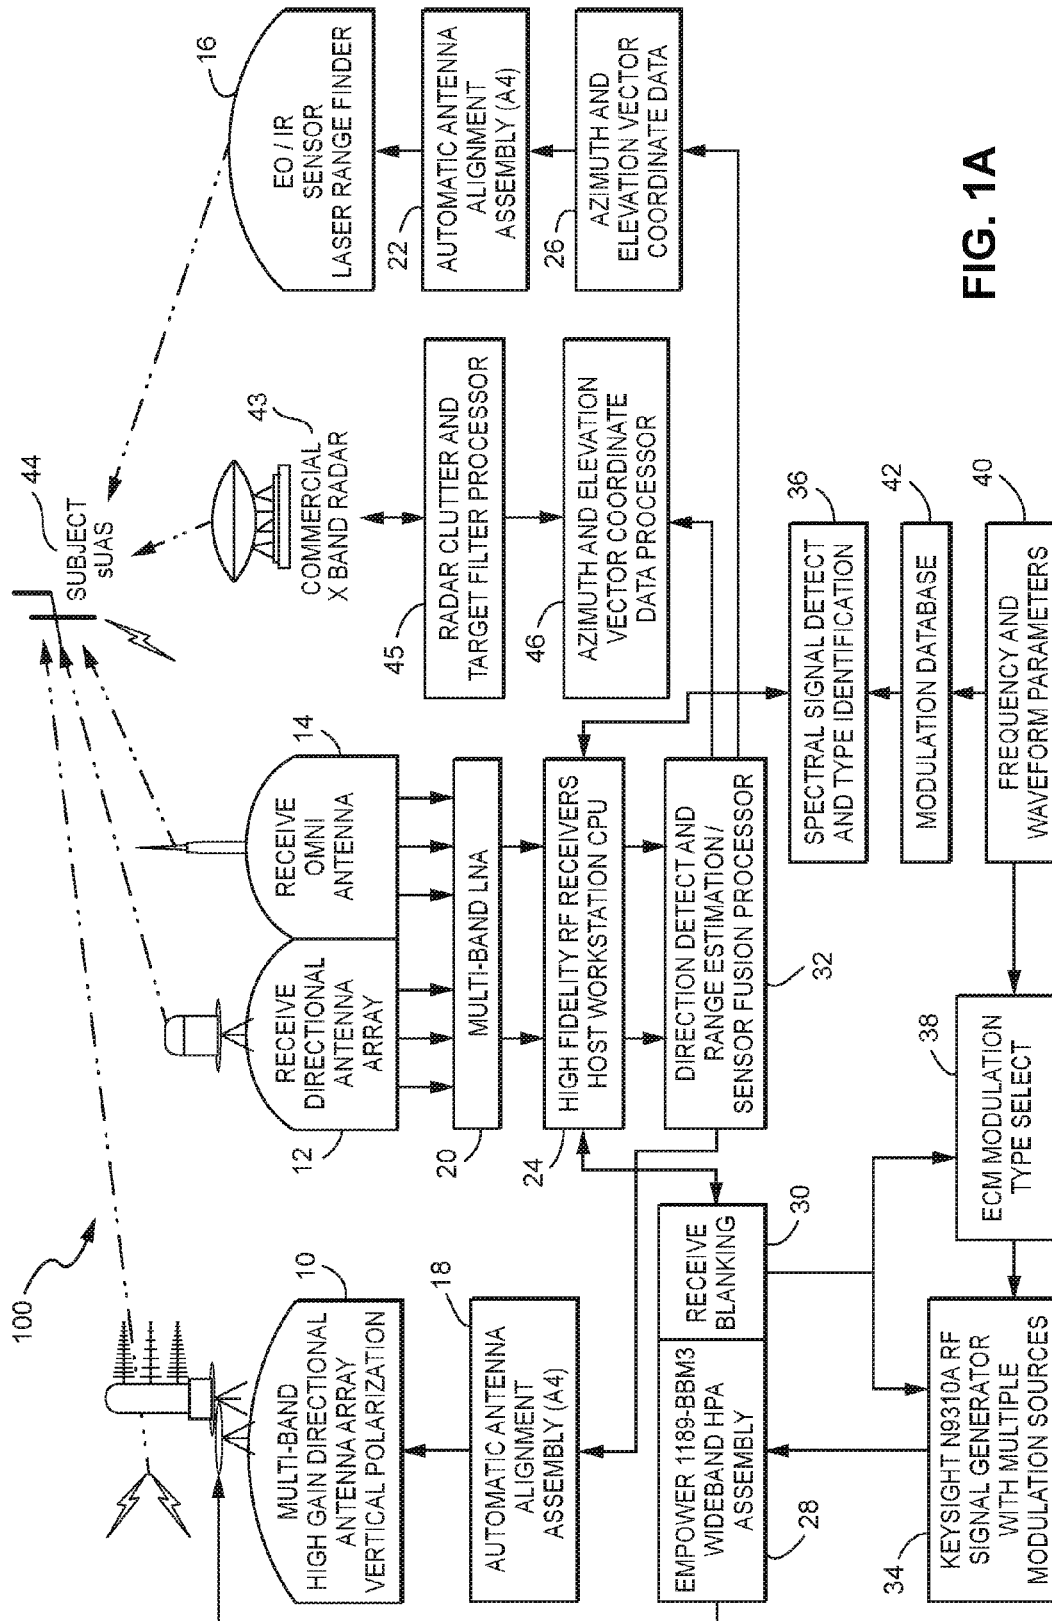 100
44
SUBJECT
sUAS
MULTI-BAND
HIGH GAIN DIRECTIONAL
ANTENNA ARRAY
VERTICAL POLARIZATION
10
RECEIVE
DIRECTIONAL
ANTENNA
ARRAY
12
RECEIVE
OMNI
ANTENNA
14
COMMERCIAL
X BAND RADAR
43
EO / IR
SENSOR
LASER RANGE FINDER
16
AUTOMATIC ANTENNA
ALIGNMENT
ASSEMBLY (A4)
18
MULTI-BAND LNA
20
RADAR CLUTTER AND
TARGET FILTER PROCESSOR
45
AUTOMATIC ANTENNA
ALIGNMENT
ASSEMBLY (A4)
22
HIGH FIDELITY RF RECEIVERS
HOST WORKSTATION CPU
24
AZIMUTH AND ELEVATION
VECTOR COORDINATE
DATA PROCESSOR
46
AZIMUTH AND
ELEVATION VECTOR
COORDINATE DATA
26
EMPOWER 1189-BBM3
WIDEBAND HPA
ASSEMBLY
28
RECEIVE
BLANKING
30
DIRECTION DETECT AND
RANGE ESTIMATION/
SENSOR FUSION PROCESSOR
32
SPECTRAL SIGNAL DETECT
AND TYPE IDENTIFICATION
36
MODULATION DATABASE
42
KEYSIGHT N9310A RF
SIGNAL GENERATOR
WITH MULTIPLE
MODULATION SOURCES
34
ECM MODULATION
TYPE SELECT
38
FREQUENCY AND
WAVEFORM PARAMETERS
40
FIG. 1A